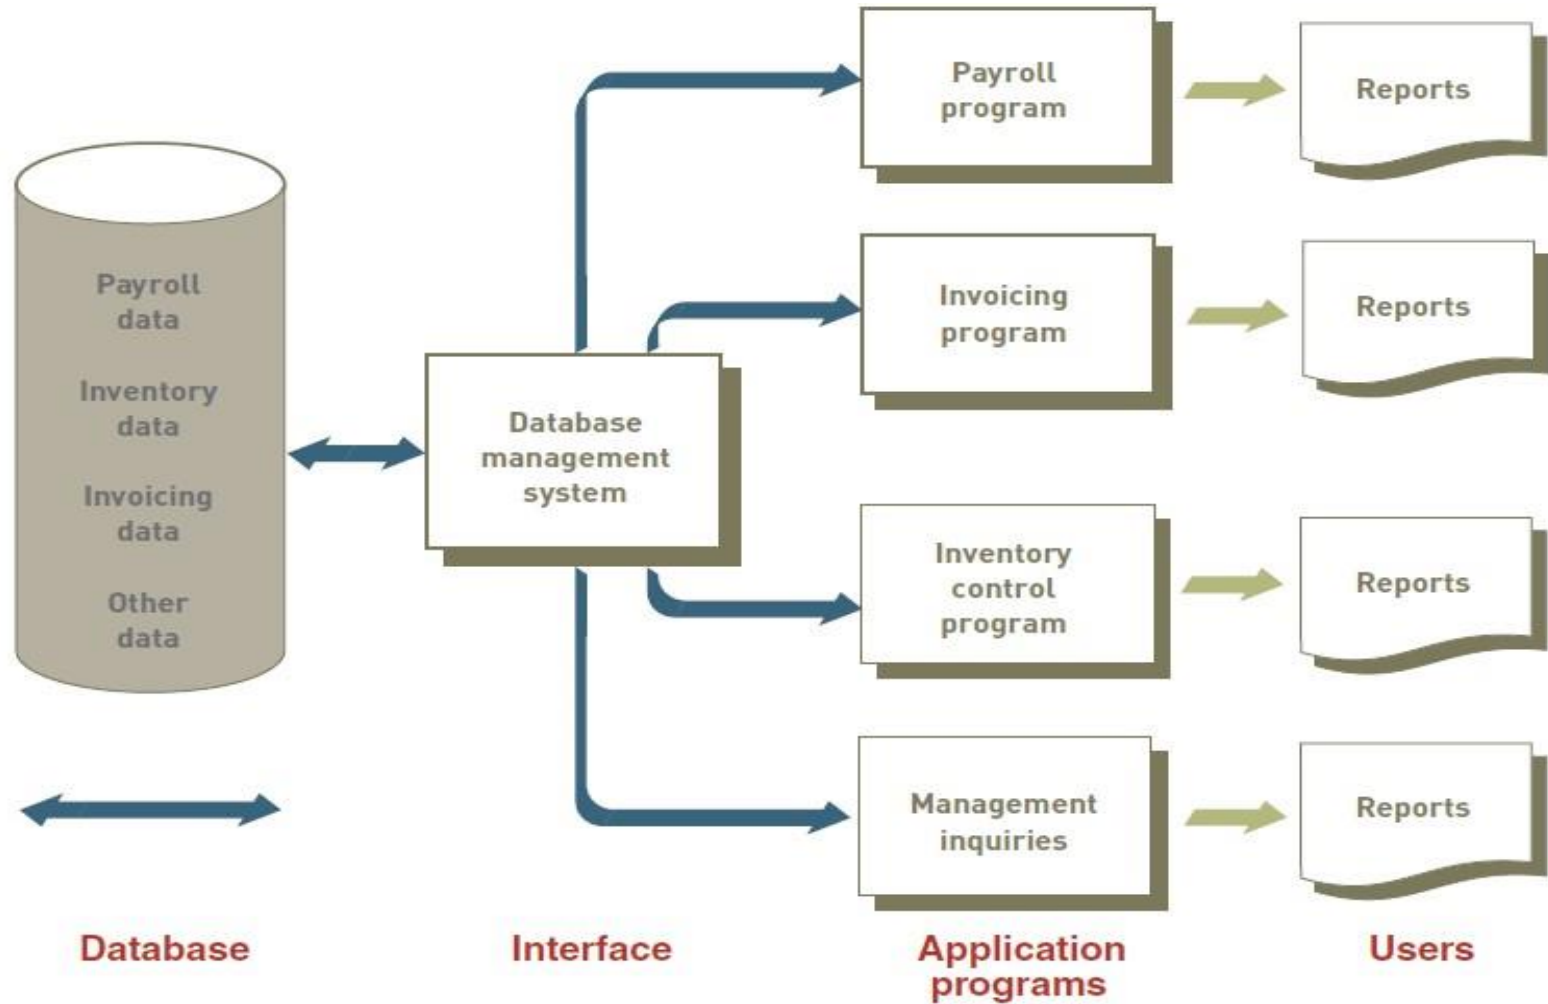 Payroll
data
Inventory
data
Invoicing
data
Other
data
Database
management
system
Payroll
program
Reports
Invoicing
program
Reports
Inventory
control
program
Reports
Management
inquiries
Reports
Database
Interface
Application
programs
Users